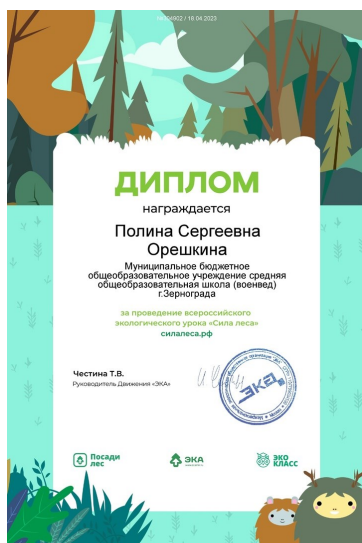 ДИПЛОМ
награждается
Полина Сергеевна
Орешкина
Муниципальное бюджетное
общеобразовательное учреждение средняя
общеобразовательная школа (военвед)
г.Зернограда
за проведение всероссийского
экологического урока «Сила леса»
силалеса.рф
Честина Т.В.
Руководитель Движения «ЭКА»
ЭКА
Посади
лес
ЭКА
ЭКО
КЛАСС